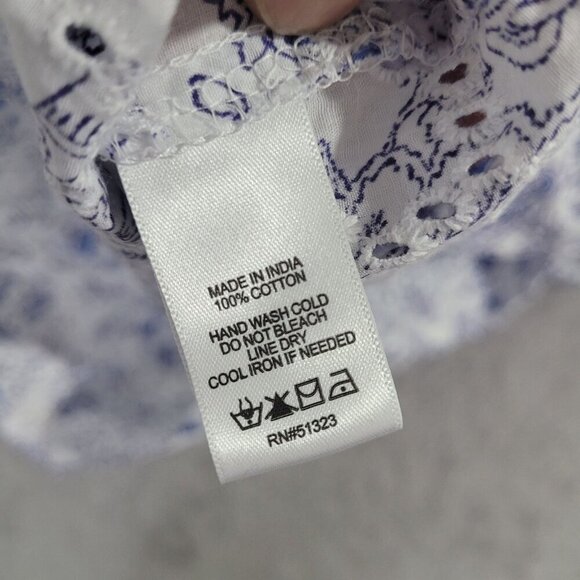 MADE IN INDIA
100% COTTON
HAND WASH COLD
DO NOT BLEACH
LINE DRY
COOL IRON IF NEEDED
RN#51323